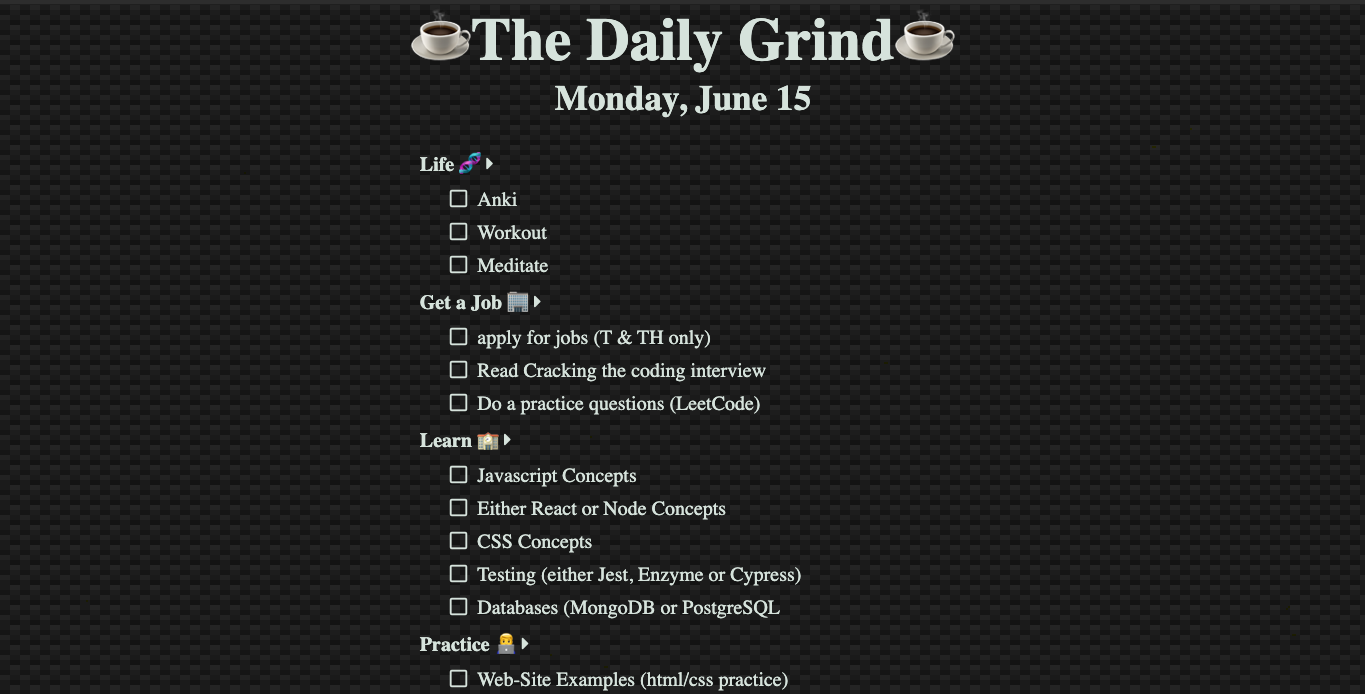 The Daily Grind
Monday, June 15
Life
Anki
Workout
Meditate
Get a Job
apply for jobs (T & TH only)
Read Cracking the coding interview
Do a practice questions (LeetCode)
Learn
Javascript Concepts
Either React or Node Concepts
CSS Concepts
Testing (either Jest, Enzyme or Cypress)
Databases (MongoDB or PostgreSQL
Practice
Web-Site Examples (html/css practice)